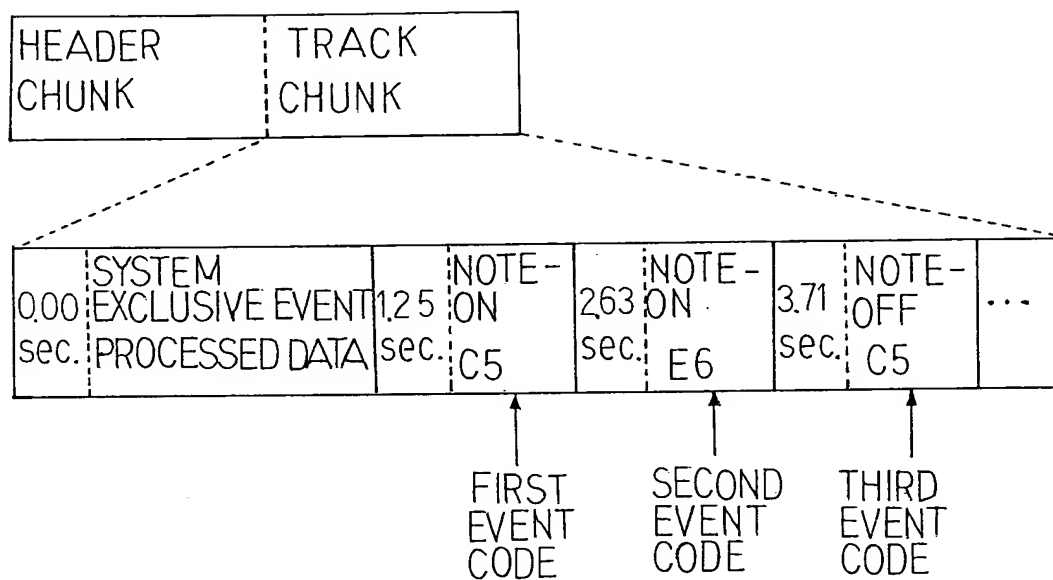 HEADER
CHUNK
TRACK
CHUNK
0.00
sec.
SYSTEM
EXCLUSIVE EVENT
PROCESSED DATA
1.25
sec.
NOTE-
ON
C5
2.63
sec.
NOTE-
ON
E6
3.71
sec.
NOTE-
OFF
C5
...
FIRST
EVENT
CODE
SECOND
EVENT
CODE
THIRD
EVENT
CODE